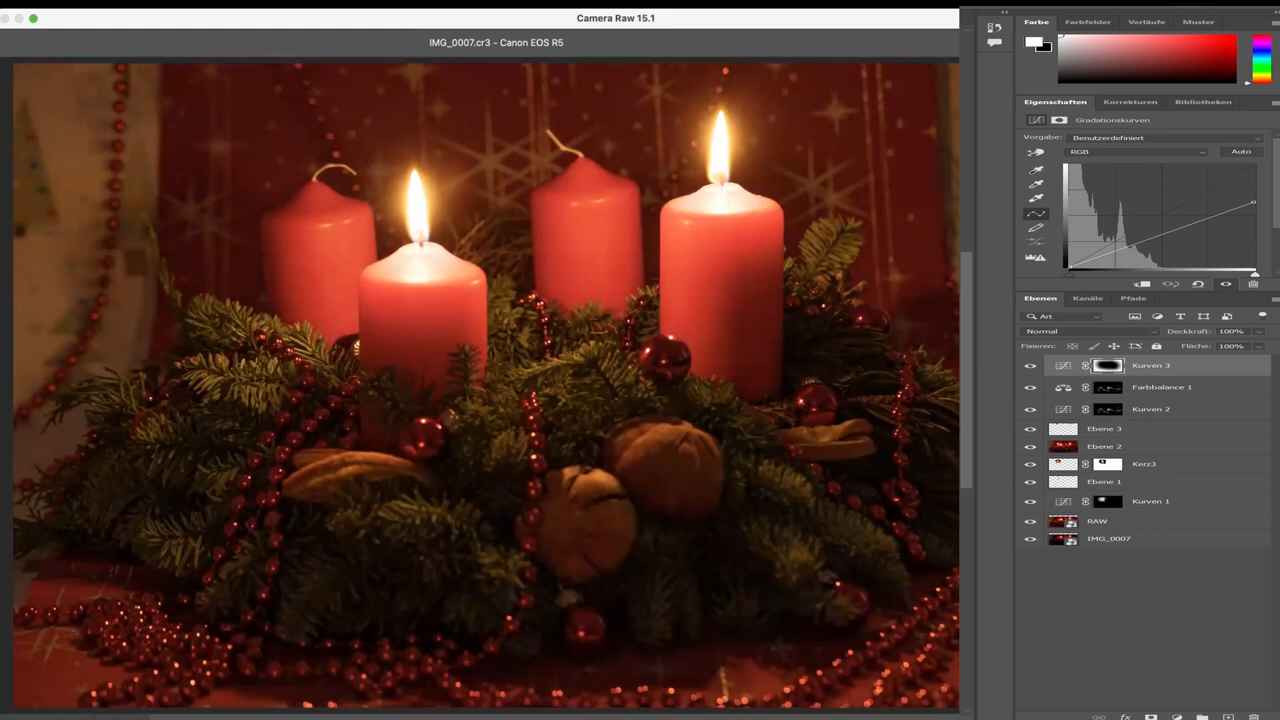 Camera Raw 15.1
IMG_0007.cr3 - Canon EOS R5
Farbe Farbfelder Verläufe Muster
Eigenschaften Korrekturen Bibliotheken
Gradationskurven
Vorgabe: Benutzerdefiniert
RGB Auto
Ebenen Kanäle Pfade
Art
Normal Deckkraft: 100%
Fixieren: Fläche: 100%
Kurven 3
Farbbalance 1
Kurven 2
Ebene 3
Ebene 2
Kerz3
Ebene 1
Kurven 1
RAW
IMG_0007
fx